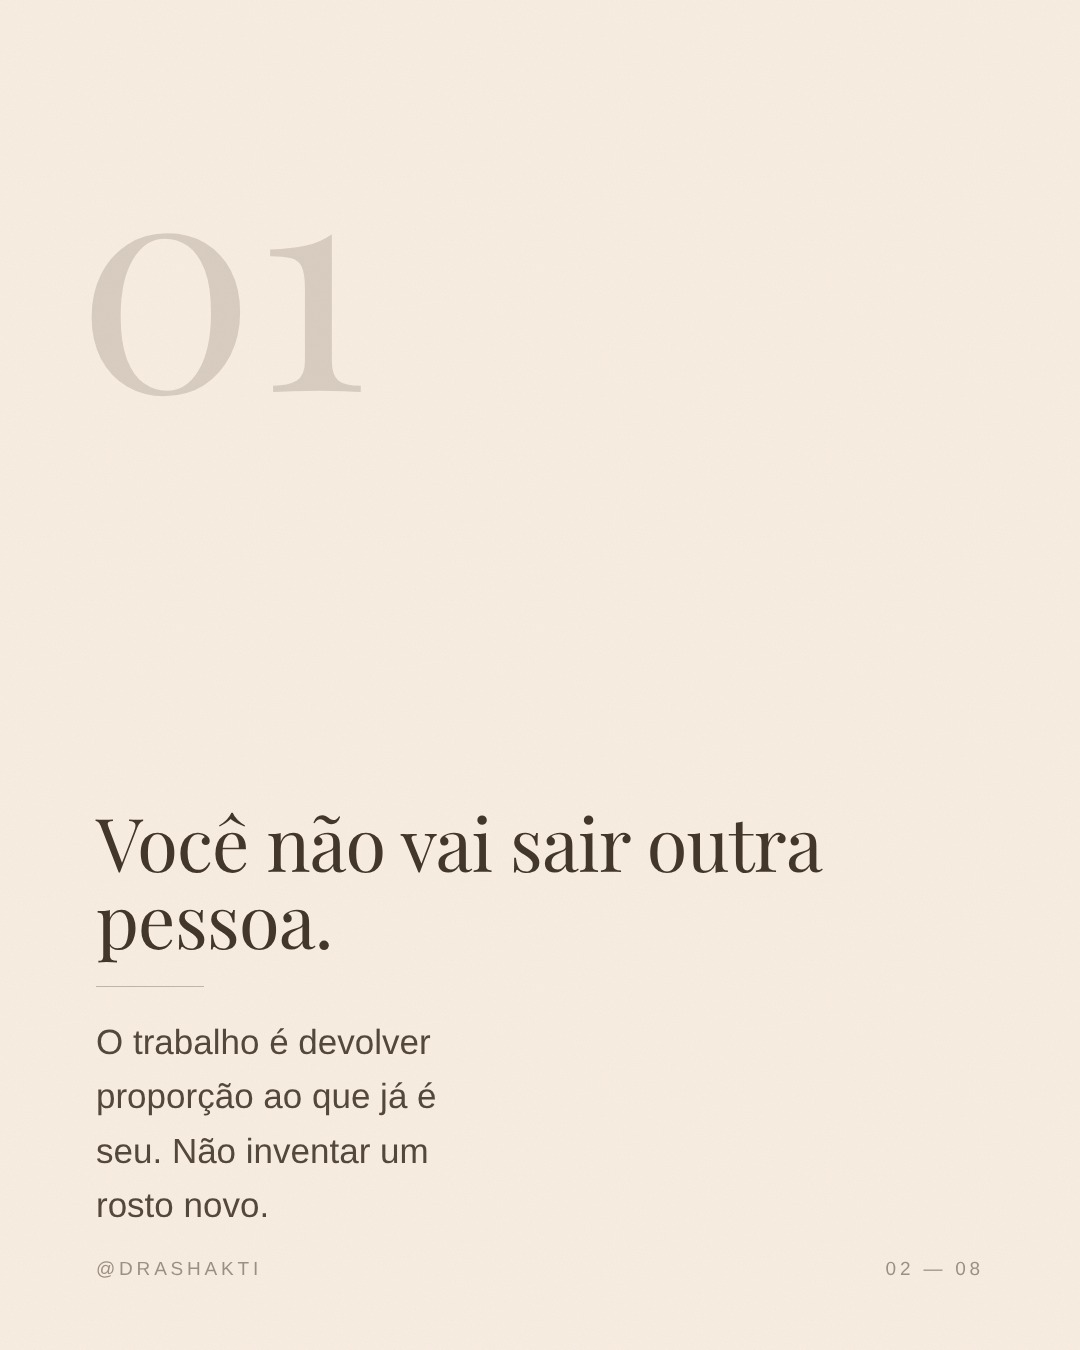 01
Você não vai sair outra
pessoa.
O trabalho é devolver
proporção ao que já é
seu. Não inventar um
rosto novo.
@DRASHAKTI
02 — 08